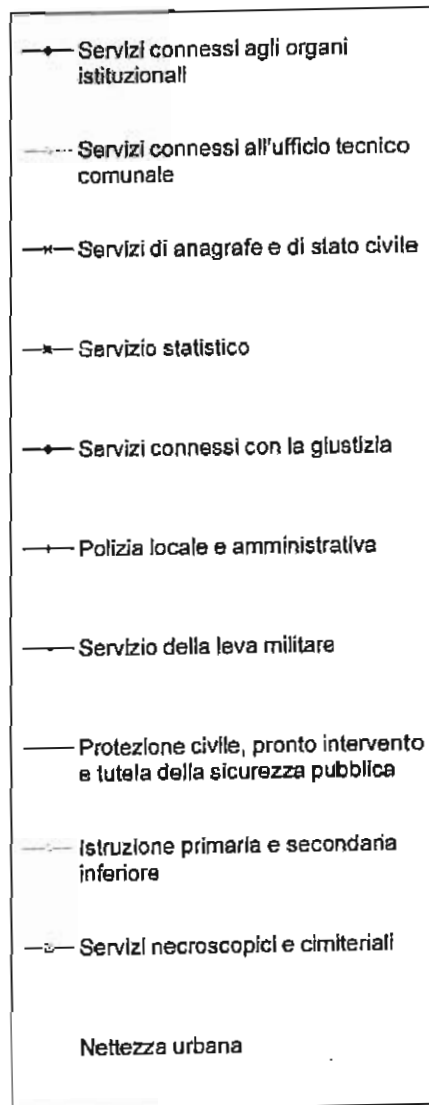 Servizi connessi agli organi
istituzionali
Servizi connessi all'ufficio tecnico
comunale
Servizi di anagrafe e di stato civile
Servizio statistico
Servizi connessi con la giustizia
Polizia locale e amministrativa
Servizio della leva militare
Protezione civile, pronto intervento
e tutela della sicurezza pubblica
Istruzione primaria e secondaria
inferiore
Servizi necroscopici e cimiteriali
Nettezza urbana